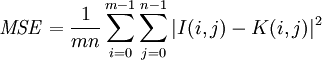 MSE = \frac{1}{mn} \sum_{i=0}^{m-1} \sum_{j=0}^{n-1} |I(i,j) - K(i,j)|^2